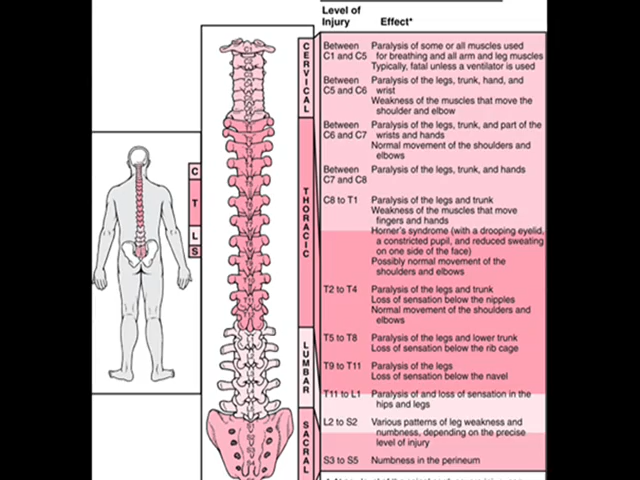 Level of
Injury Effect*
Between Paralysis of some or all muscles used
C1 and C5 for breathing and all arm and leg muscles
Typically, fatal unless a ventilator is used
Between Paralysis of the legs, trunk, hand, and
C5 and C6 wrist
Weakness of the muscles that move the
shoulder and elbow
Between Paralysis of the legs, trunk, and part of the
C6 and C7 wrists and hands
Normal movement of the shoulders and
elbows
Between Paralysis of the legs, trunk, and hands
C7 and C8
C8 to T1 Paralysis of the legs and trunk
Weakness of the muscles that move
fingers and hands
Horner's syndrome (with a drooping eyelid,
a constricted pupil, and reduced sweating
on one side of the face)
Possibly normal movement of the
shoulders and elbows
T2 to T4 Paralysis of the legs and trunk
Loss of sensation below the nipples
Normal movement of the shoulders and
elbows
T5 to T8 Paralysis of the legs and lower trunk
Loss of sensation below the rib cage
T9 to T11 Paralysis of the legs
Loss of sensation below the navel
T11 to L1 Paralysis of and loss of sensation in the
hips and legs
L2 to S2 Various patterns of leg weakness and
numbness, depending on the precise
level of injury
S3 to S5 Numbness in the perineum
CERVICAL
THORACIC
LUMBAR
SACRAL
C
T
L
S